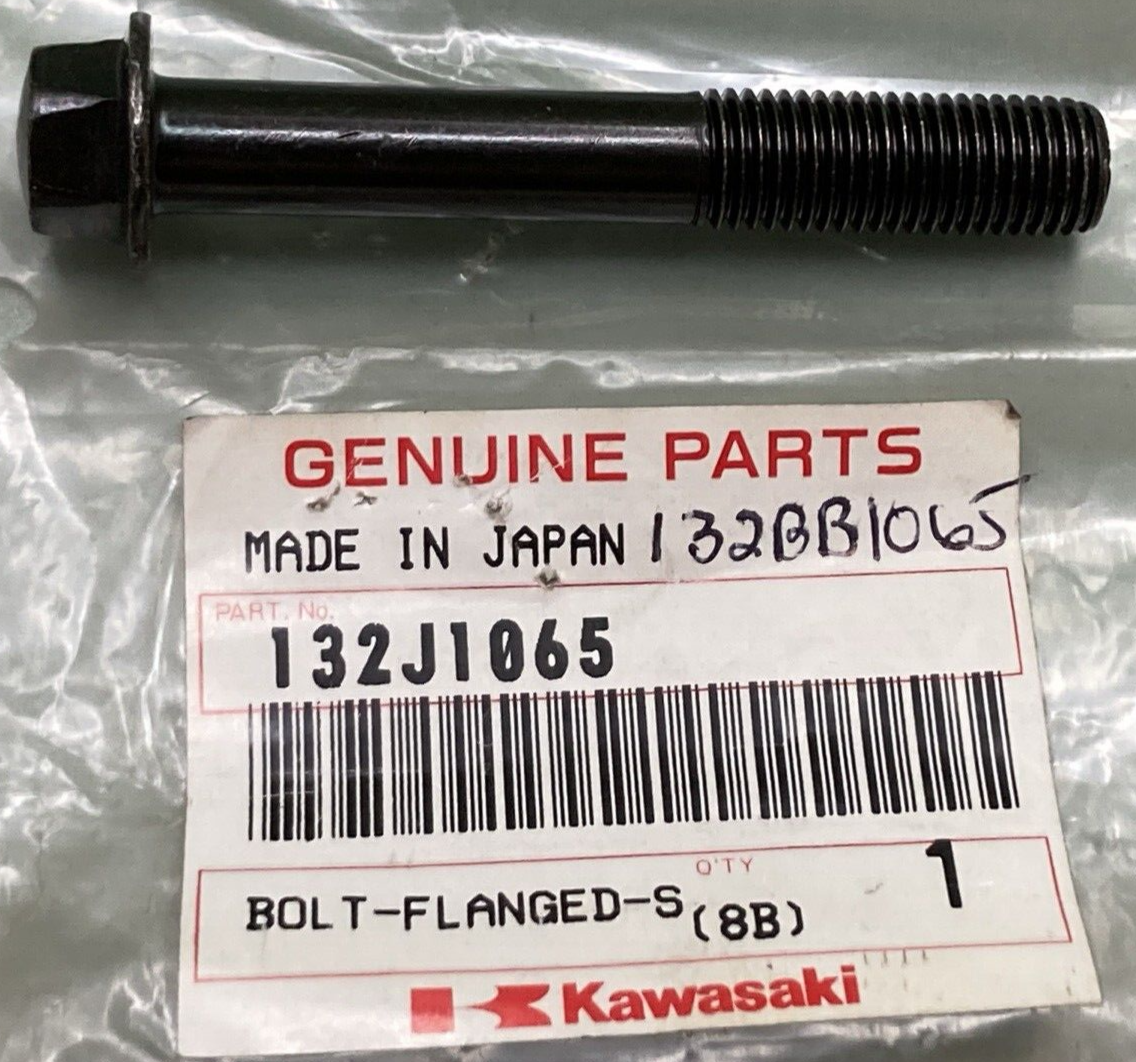 GENUINE PARTS
MADE IN JAPAN 132BB1065
PART. No.
132J1065
Q'TY
BOLT-FLANGED-S(8B) 1
Kawasaki